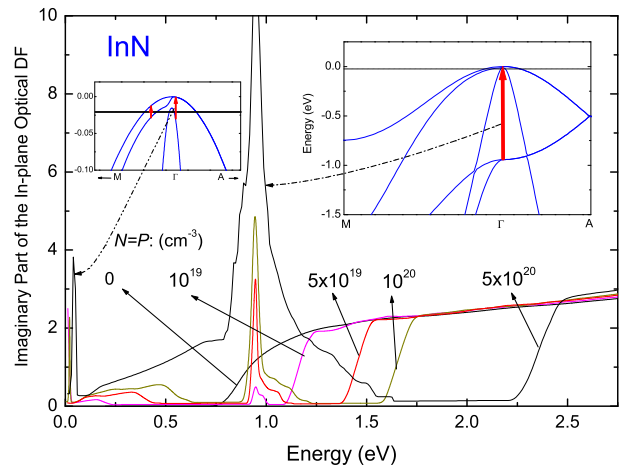 InN
Imaginary Part of the In-plane Optical DF
10
8
6
4
2
0
0.0 0.5 1.0 1.5 2.0 2.5
Energy (eV)
0.00
-0.05
-0.10
M Γ A
Energy (eV)
0.0
-0.5
-1.0
-1.5
M Γ A
N=P: (cm-3)
0 10^19 5x10^19 10^20 5x10^20